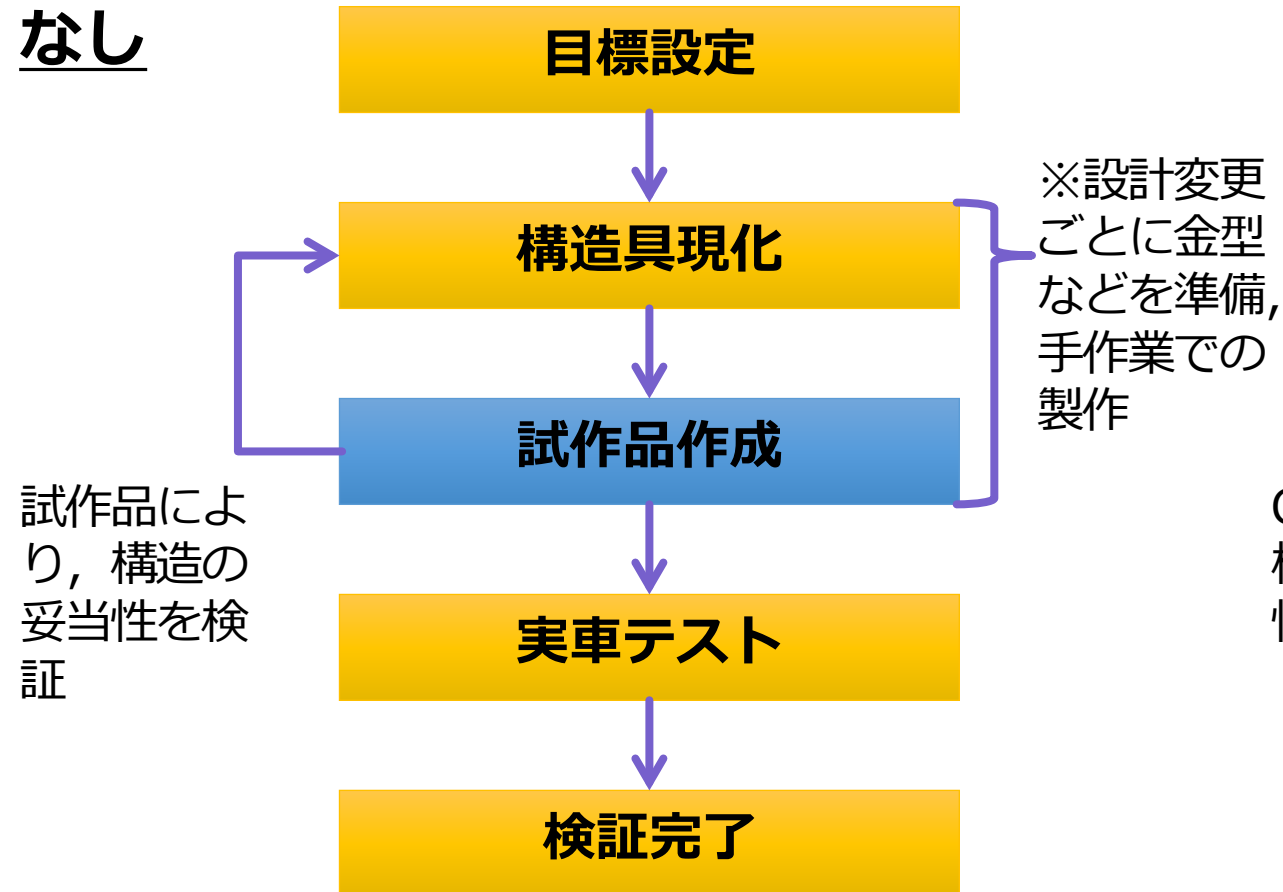 なし
目標設定
※設計変更
ごとに金型
などを準備,
手作業での
製作
構造具現化
試作品作成
試作品によ
り，構造の
妥当性を検
証
実車テスト
検証完了